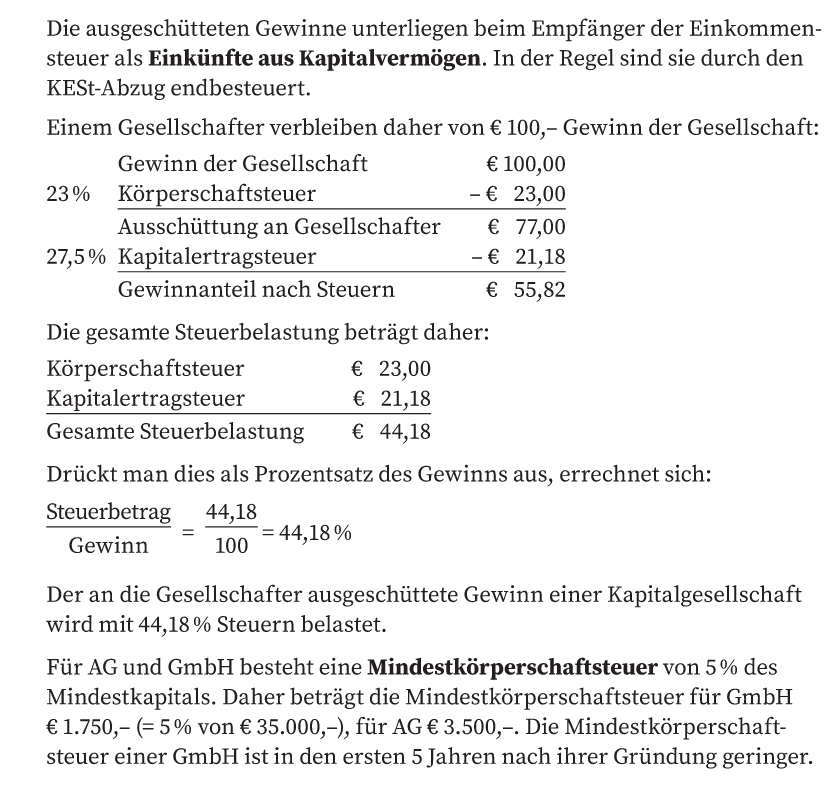 Die ausgeschütteten Gewinne unterliegen beim Empfänger der Einkommen-
steuer als Einkünfte aus Kapitalvermögen. In der Regel sind sie durch den
KESt-Abzug endbesteuert.
Einem Gesellschafter verbleiben daher von € 100,– Gewinn der Gesellschaft:
Gewinn der Gesellschaft € 100,00
23 % Körperschaftsteuer – € 23,00
Ausschüttung an Gesellschafter € 77,00
27,5 % Kapitalertragsteuer – € 21,18
Gewinnanteil nach Steuern € 55,82
Die gesamte Steuerbelastung beträgt daher:
Körperschaftsteuer € 23,00
Kapitalertragsteuer € 21,18
Gesamte Steuerbelastung € 44,18
Drückt man dies als Prozentsatz des Gewinns aus, errechnet sich:
Steuerbetrag 44,18
= = 44,18 %
Gewinn 100
Der an die Gesellschafter ausgeschüttete Gewinn einer Kapitalgesellschaft
wird mit 44,18 % Steuern belastet.
Für AG und GmbH besteht eine Mindestkörperschaftsteuer von 5 % des
Mindestkapitals. Daher beträgt die Mindestkörperschaftsteuer für GmbH
€ 1.750,– (= 5 % von € 35.000,–), für AG € 3.500,–. Die Mindestkörperschaft-
steuer einer GmbH ist in den ersten 5 Jahren nach ihrer Gründung geringer.